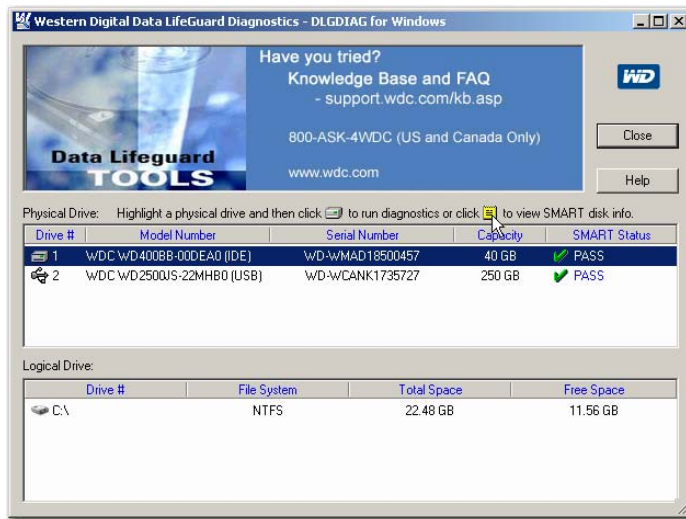 Western Digital Data LifeGuard Diagnostics - DLGDIAG for Windows
Have you tried?
Knowledge Base and FAQ
- support.wdc.com/kb.asp
800-ASK-4WDC (US and Canada Only)
www.wdc.com
Data Lifeguard
TOOLS
WD
Close
Help
Physical Drive: Highlight a physical drive and then click to run diagnostics or click to view SMART disk info.
Drive # Model Number Serial Number Capacity SMART Status
1 WDC WD400BB-00DEA0 (IDE) WD-WMAD18500457 40 GB PASS
2 WDC WD2500JS-22MHB0 (USB) WD-WCANK1735727 250 GB PASS
Logical Drive:
Drive # File System Total Space Free Space
C:\ NTFS 22.48 GB 11.56 GB